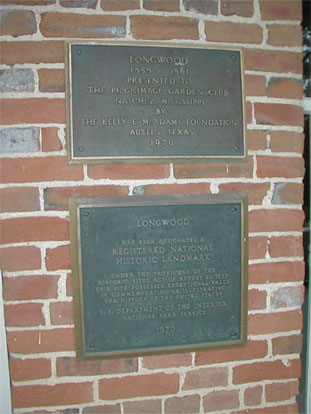 LONGWOOD
1855 - 1861
PRESENTED TO
THE PILGRIMAGE GARDEN CLUB
NATCHEZ, MISSISSIPPI
BY
THE KELLY E. MCADAMS FOUNDATION
AUSTIN, TEXAS
1970
LONGWOOD
HAS BEEN DESIGNATED A
REGISTERED NATIONAL
HISTORIC LANDMARK
UNDER THE PROVISIONS OF THE
HISTORIC SITES ACT OF AUGUST 21, 1935
THIS SITE POSSESSES EXCEPTIONAL VALUE
IN COMMEMORATING OR ILLUSTRATING
THE HISTORY OF THE UNITED STATES
U. S. DEPARTMENT OF THE INTERIOR
NATIONAL PARK SERVICE
1970